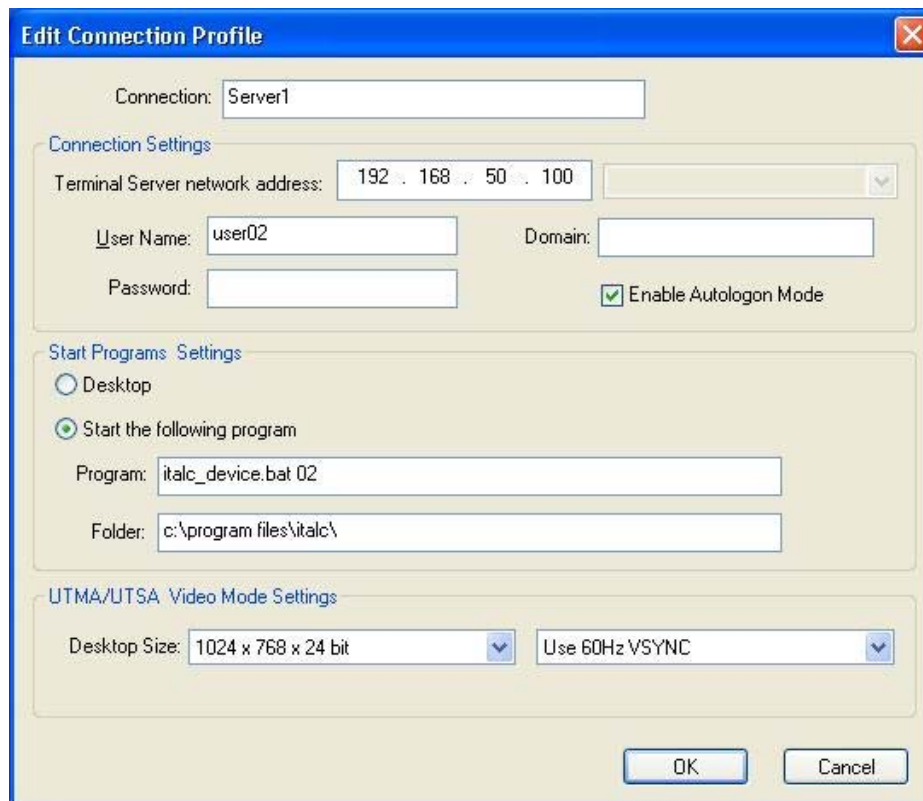 Edit Connection Profile
Connection: Server1
Connection Settings
Terminal Server network address: 192 . 168 . 50 . 100
User Name: user02 Domain:
Password: Enable Autologon Mode
Start Programs Settings
Desktop
Start the following program
Program: italc_device.bat 02
Folder: c:\program files\italc\
UTMA/UTSA Video Mode Settings
Desktop Size: 1024 x 768 x 24 bit Use 60Hz VSYNC
OK Cancel